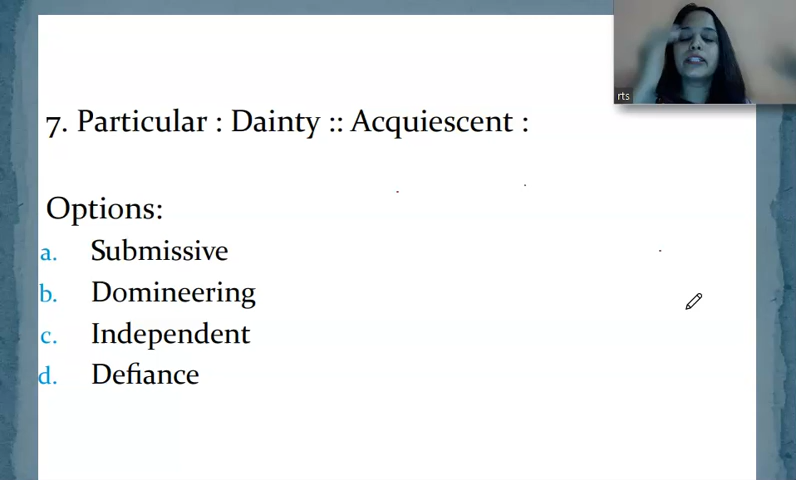 rts
7. Particular : Dainty :: Acquiescent :
Options:
a. Submissive
b. Domineering
c. Independent
d. Defiance